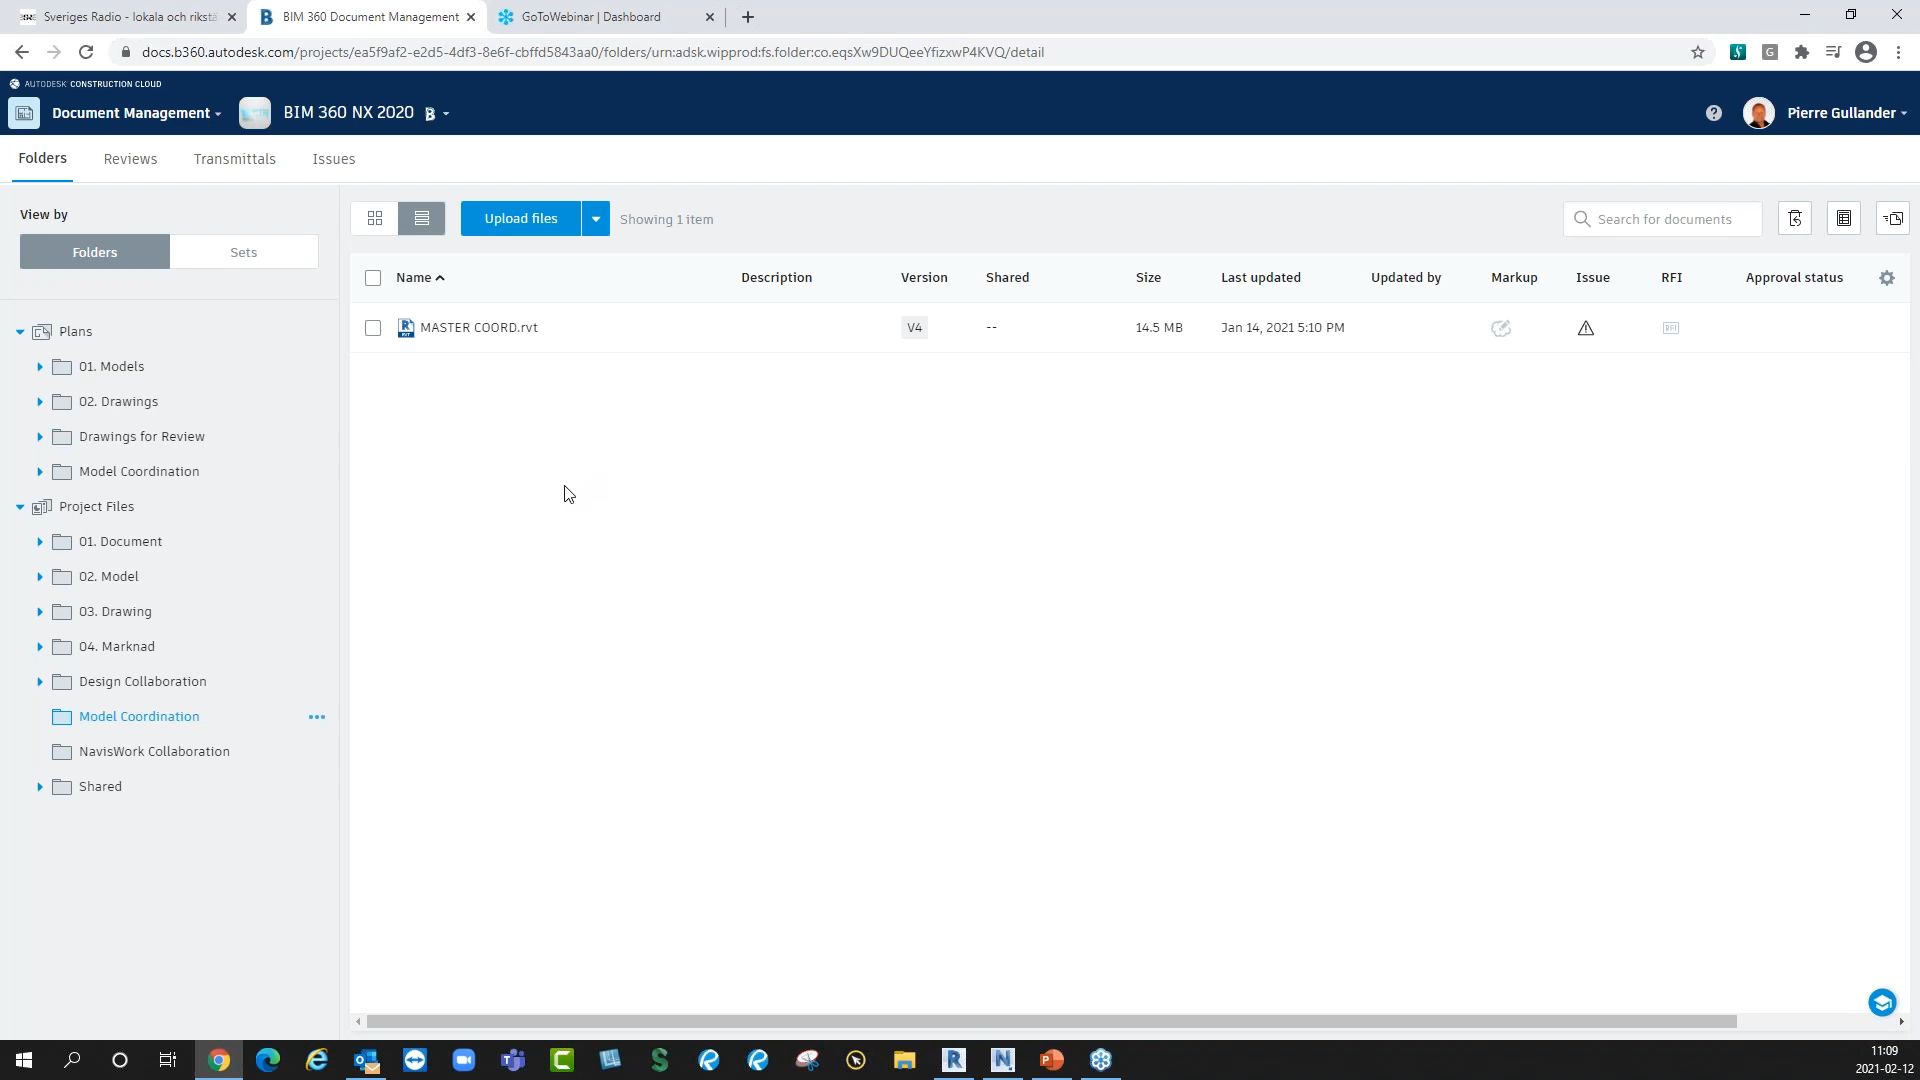 Sveriges Radio - lokala och rikstä
BIM 360 Document Management
GoToWebinar | Dashboard
docs.b360.autodesk.com/projects/ea5f9af2-e2d5-4df3-8e6f-cbffd5843aa0/folders/urn:adsk.wipprod:fs.folder:co.eqsXw9DUQeeYfizxwP4KVQ/detail
AUTODESK CONSTRUCTION CLOUD
Document Management
BIM 360 NX 2020
Pierre Gullander
Folders
Reviews
Transmittals
Issues
View by
Folders
Sets
Upload files
Showing 1 item
Search for documents
Name
Description
Version
Shared
Size
Last updated
Updated by
Markup
Issue
RFI
Approval status
MASTER COORD.rvt
V4
--
14.5 MB
Jan 14, 2021 5:10 PM
RFI
Plans
01. Models
02. Drawings
Drawings for Review
Model Coordination
Project Files
01. Document
02. Model
03. Drawing
04. Marknad
Design Collaboration
Model Coordination
NavisWork Collaboration
Shared
11:09
2021-02-12